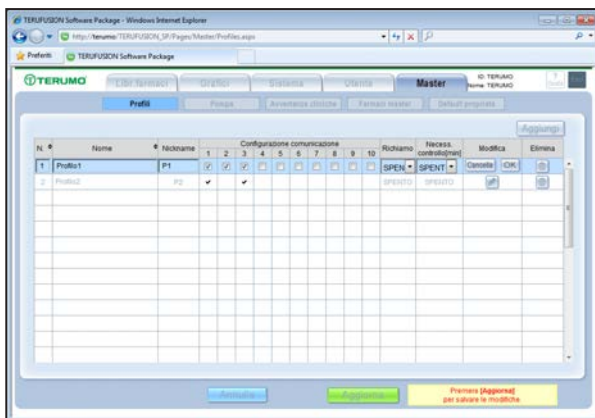 TERUFUSION Software Package - Windows Internet Explorer
http://terumo/TERUFUSION_SP/Pages/Master/Profiles.aspx
Preferiti TERUFUSION Software Package
TERUMO Libri farmaci Grafici Sistema Utente Master ID: TERUMO
Nome: TERUMO
Profili Pompa Avvertenze cliniche Farmaci master Default proprietà
Aggiungi
N. Nome Nickname Configurazione comunicazione Richiamo Necess. controllo[min] Modifica Elimina
1 2 3 4 5 6 7 8 9 10
1 Profilo1 P1 SPEN SPENT Cancella OK
2 Profilo2 P2 SPENTO SPENTO
Annulla Aggiorna Premere [Aggiorna]
per salvare le modifiche.